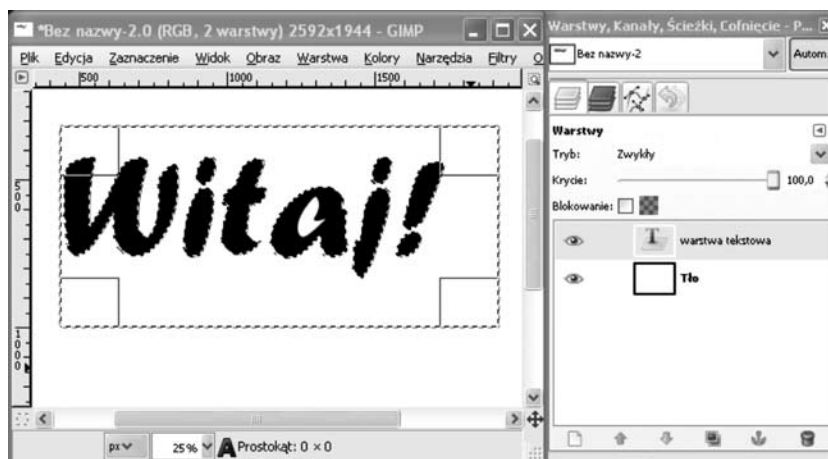 *Bez nazwy-2.0 (RGB, 2 warstwy) 2592x1944 - GIMP
Plik Edycja Zaznaczenie Widok Obraz Warstwa Kolory Narzędzia Filtry O
500 1000 1500
500
1000
Witaj!
px 25 % Prostokąt: 0 × 0
Warstwy, Kanały, Ścieżki, Cofnięcie - P...
Bez nazwy-2 Autom.
Warstwy
Tryb: Zwykły
Krycie: 100,0
Blokowanie:
warstwa tekstowa
Tło